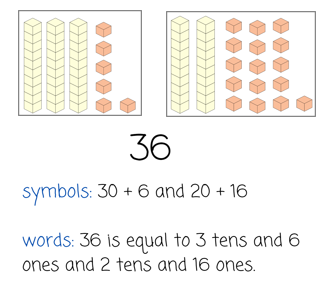 36
symbols: 30 + 6 and 20 + 16
words: 36 is equal to 3 tens and 6
ones and 2 tens and 16 ones.